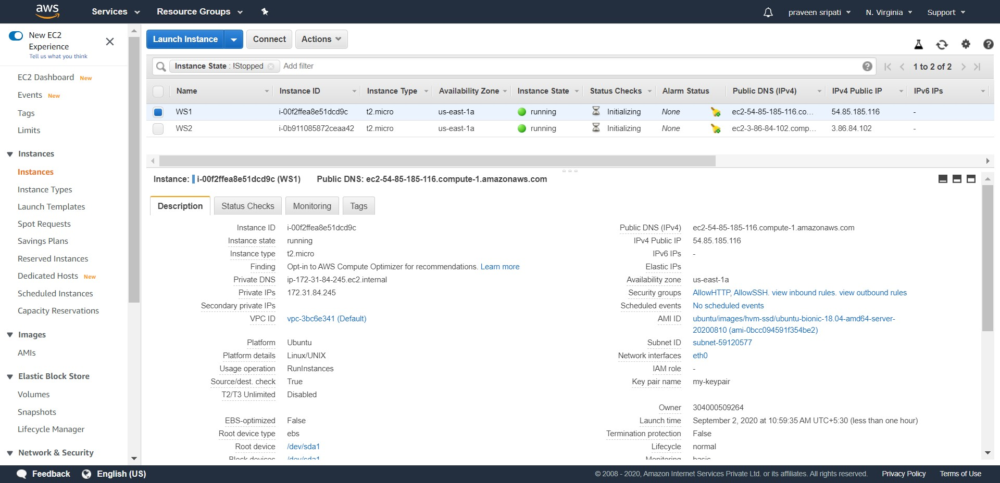 aws
Services
Resource Groups
praveen sripati
N. Virginia
Support
New EC2
Experience
Tell us what you think
EC2 Dashboard New
Events New
Tags
Limits
Instances
Instances
Instance Types
Launch Templates
Spot Requests
Savings Plans
Reserved Instances
Dedicated Hosts New
Scheduled Instances
Capacity Reservations
Images
AMIs
Elastic Block Store
Volumes
Snapshots
Lifecycle Manager
Network & Security
Launch Instance
Connect
Actions
Instance State : !Stopped
Add filter
1 to 2 of 2
Name Instance ID Instance Type Availability Zone Instance State Status Checks Alarm Status Public DNS (IPv4) IPv4 Public IP IPv6 IPs
WS1 i-00f2ffea8e51dcd9c t2.micro us-east-1a running Initializing None ec2-54-85-185-116.co... 54.85.185.116 -
WS2 i-0b911085872ceaa42 t2.micro us-east-1a running Initializing None ec2-3-86-84-102.comp... 3.86.84.102 -
Instance: i-00f2ffea8e51dcd9c (WS1) Public DNS: ec2-54-85-185-116.compute-1.amazonaws.com
Description
Status Checks
Monitoring
Tags
Instance ID i-00f2ffea8e51dcd9c
Instance state running
Instance type t2.micro
Finding Opt-in to AWS Compute Optimizer for recommendations. Learn more
Private DNS ip-172-31-84-245.ec2.internal
Private IPs 172.31.84.245
Secondary private IPs
VPC ID vpc-3bc6e341 (Default)
Platform Ubuntu
Platform details Linux/UNIX
Usage operation RunInstances
Source/dest. check True
T2/T3 Unlimited Disabled
EBS-optimized False
Root device type ebs
Root device /dev/sda1
Block devices /dev/sda1
Public DNS (IPv4) ec2-54-85-185-116.compute-1.amazonaws.com
IPv4 Public IP 54.85.185.116
IPv6 IPs -
Elastic IPs
Availability zone us-east-1a
Security groups AllowHTTP, AllowSSH. view inbound rules. view outbound rules
Scheduled events No scheduled events
AMI ID ubuntu/images/hvm-ssd/ubuntu-bionic-18.04-amd64-server-
20200810 (ami-0bcc094591f354be2)
Subnet ID subnet-59120577
Network interfaces eth0
IAM role -
Key pair name my-keypair
Owner 304000509264
Launch time September 2, 2020 at 10:59:35 AM UTC+5:30 (less than one hour)
Termination protection False
Lifecycle normal
Monitoring basic
Feedback
English (US)
© 2008 - 2020, Amazon Internet Services Private Ltd. or its affiliates. All rights reserved.
Privacy Policy
Terms of Use